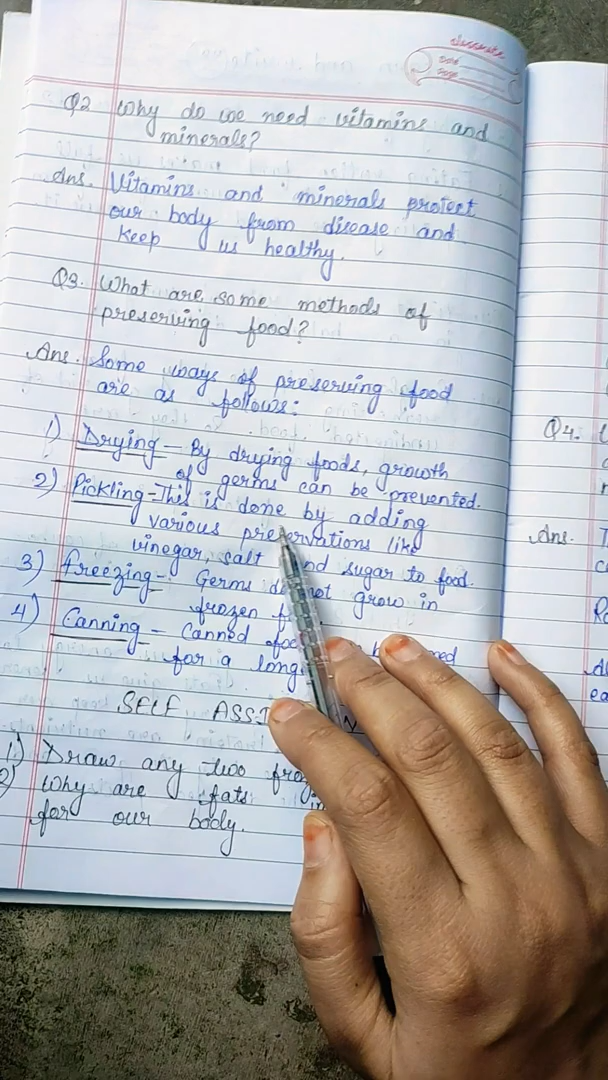 classmate
Date
Page
Q2 Why do we need vitamins and
minerals?
Ans. Vitamins and minerals protect
our body from disease and
keep us healthy.
Q3. What are some methods of
preserving food?
Ans. Some ways of preserving food
are as follows:
1) Drying - By drying foods, growth
of germs can be prevented.
2) Pickling - This is done by adding
various preservations like
vinegar, salt and sugar to food.
3) freezing - Germs do not grow in
frozen
4) Canning - Canned
for a long
SELF
1) Draw any two
2) Why are fats
for our body.
Q4.
Ans.